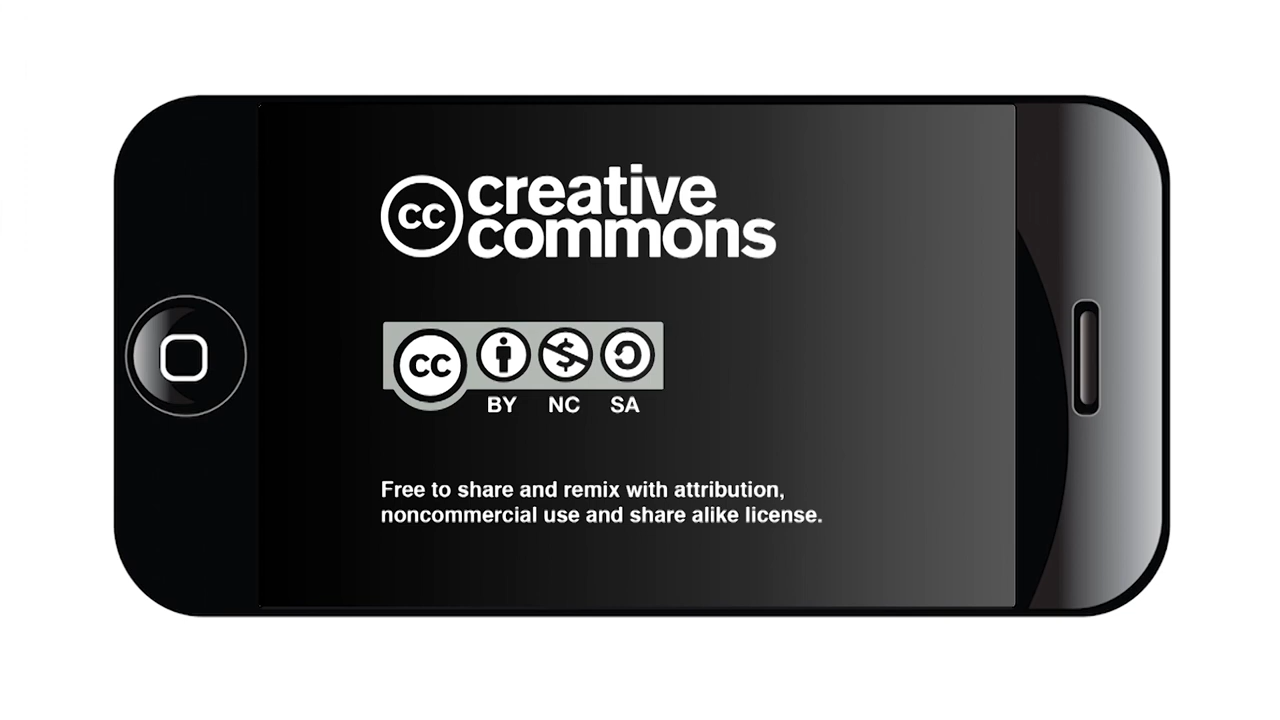 cc creative
commons
cc
BY NC SA
Free to share and remix with attribution,
noncommercial use and share alike license.